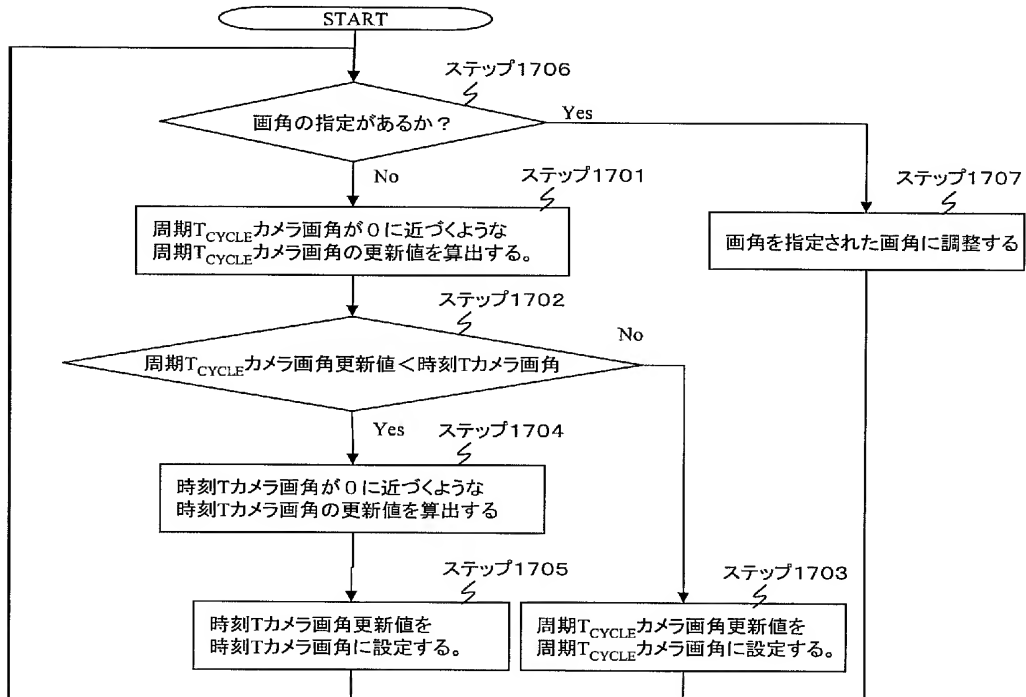 START
ステップ1706
画角の指定があるか?
Yes
No
ステップ1701
ステップ1707
周期TCYCLEカメラ画角が0に近づくような
周期TCYCLEカメラ画角の更新値を算出する。
画角を指定された画角に調整する
ステップ1702
No
周期TCYCLEカメラ画角更新値<時刻Tカメラ画角
Yes
ステップ1704
時刻Tカメラ画角が0に近づくような
時刻Tカメラ画角の更新値を算出する
ステップ1705
ステップ1703
時刻Tカメラ画角更新値を
時刻Tカメラ画角に設定する。
周期TCYCLEカメラ画角更新値を
周期TCYCLEカメラ画角に設定する。